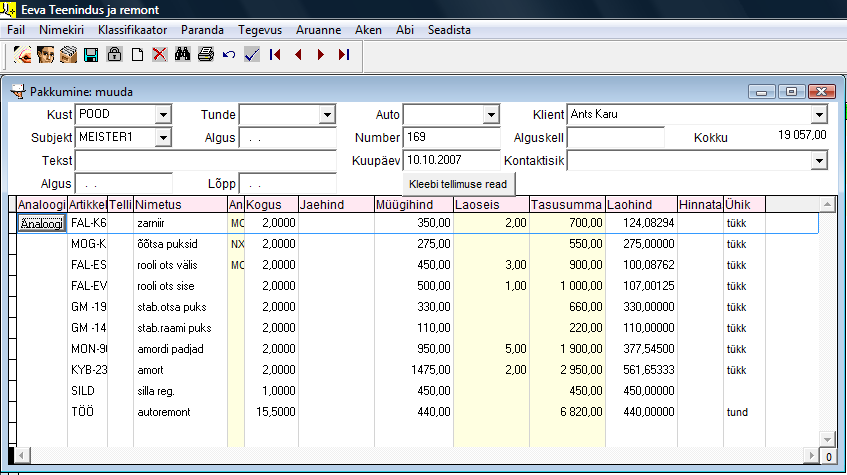 Eeva Teenindus ja remont
Fail Nimekiri Klassifikaator Paranda Tegevus Aruanne Aken Abi Seadista
Pakkumine: muuda
Kust POOD Tunde Auto Klient Ants Karu
Subjekt MEISTER1 Algus . . Number 169 Alguskell Kokku 19 057,00
Tekst Kuupäev 10.10.2007 Kontaktisik
Algus . . Lõpp . . Kleebi tellimuse read
Analoogi Artikkel Telli Nimetus An Kogus Jaehind Müügihind Laoseis Tasusumma Laohind Hinnata Ühik
Änaloogi FAL-K6 zarniir MC 2,0000 350,00 2,00 700,00 124,08294 tükk
MOG-K õõtsa puksid NX 2,0000 275,00 550,00 275,00000 tükk
FAL-ES rooli ots välis MC 2,0000 450,00 3,00 900,00 100,08762 tükk
FAL-EV rooli ots sise 2,0000 500,00 1,00 1 000,00 107,00125 tükk
GM -19 stab.otsa puks 2,0000 330,00 660,00 330,00000 tükk
GM -14 stab.raami puks 2,0000 110,00 220,00 110,00000 tükk
MON-90 amordi padjad 2,0000 950,00 5,00 1 900,00 377,54500 tükk
KYB-23 amort 2,0000 1475,00 2,00 2 950,00 561,65333 tükk
SILD silla reg. 1,0000 450,00 450,00 450,00000
TÖÖ autoremont 15,5000 440,00 6 820,00 440,00000 tund
0